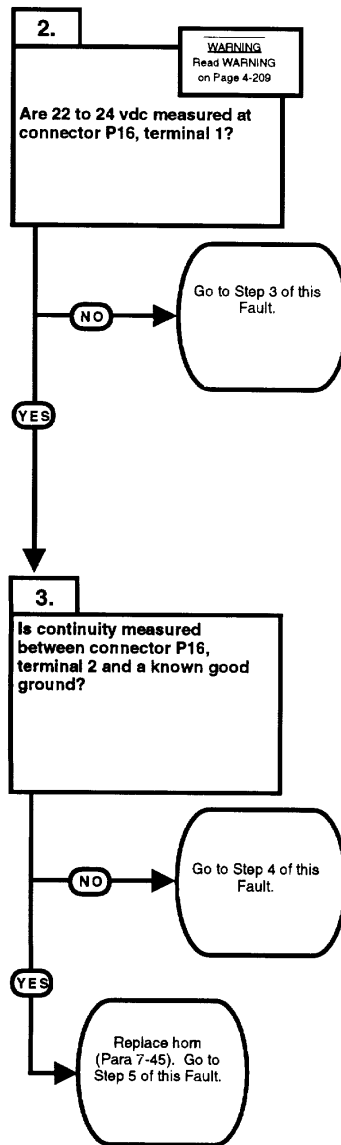 2.
WARNING
Read WARNING
on Page 4-209
Are 22 to 24 vdc measured at
connector P16, terminal 1?
Go to Step 3 of this
Fault.
NO
YES
3.
Is continuity measured
between connector P16,
terminal 2 and a known good
ground?
Go to Step 4 of this
Fault.
NO
YES
Replace horn
(Para 7-45). Go to
Step 5 of this Fault.